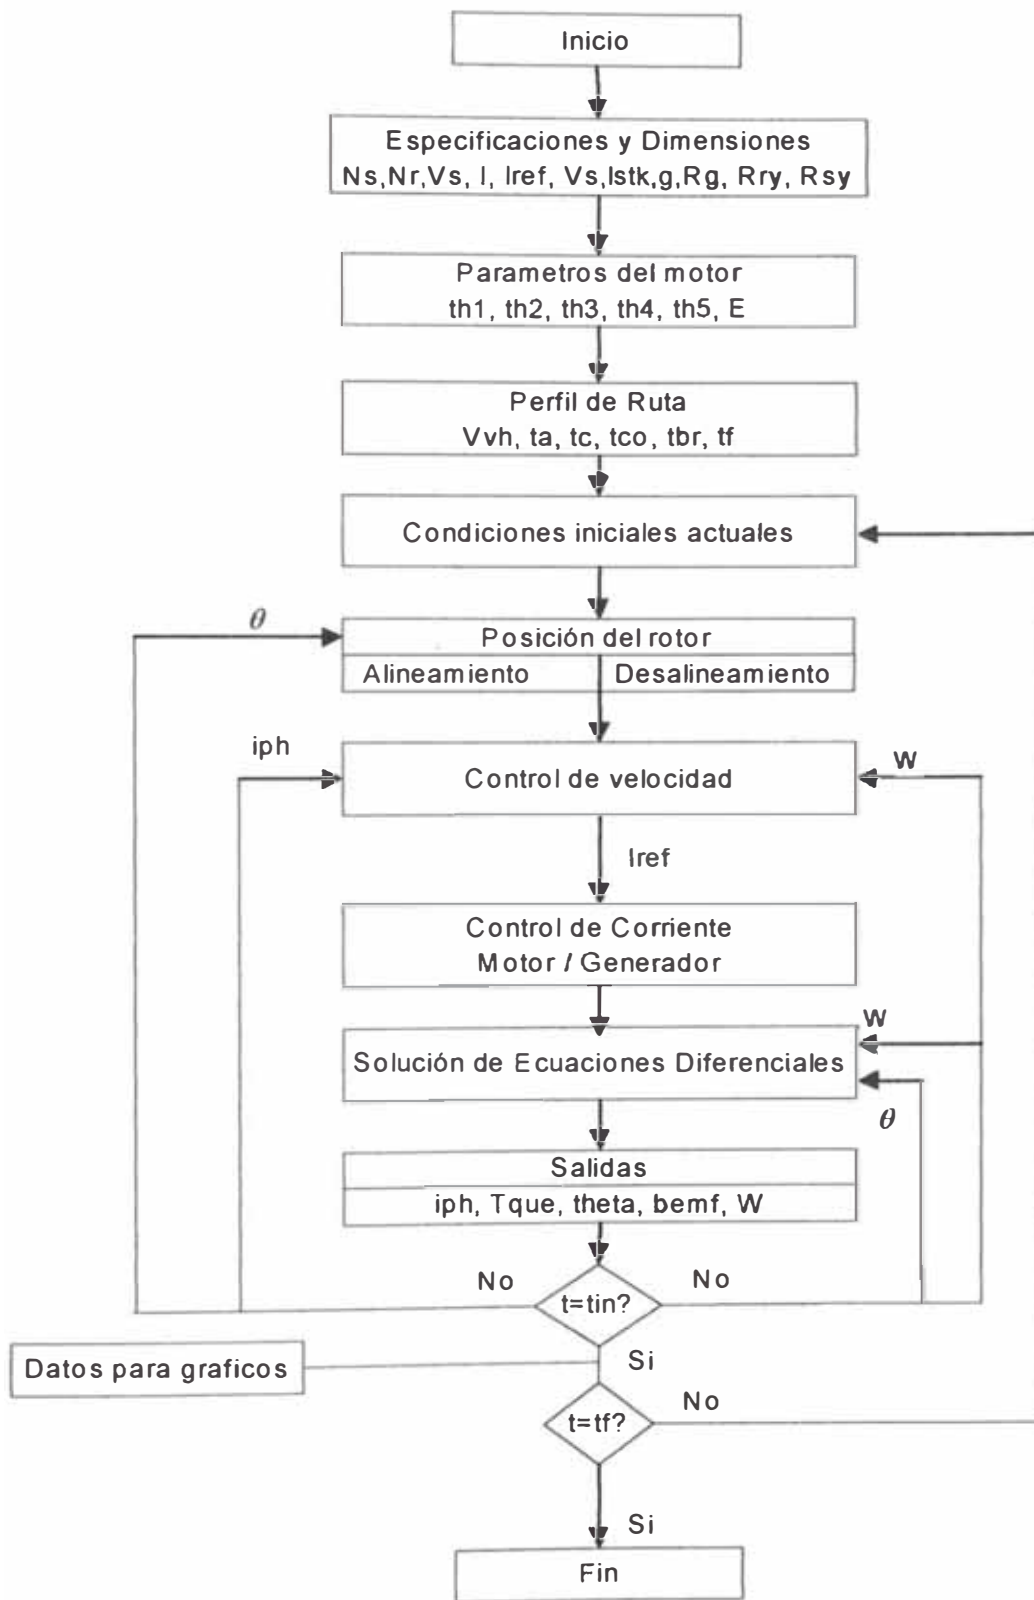 Inicio
Especificaciones y Dimensiones
Ns,Nr,Vs, I, Iref, Vs,lstk,g,Rg, Rry, Rsy
Parametros del motor
th1, th2, th3, th4, th5, E
Perfil de Ruta
Vvh, ta, tc, tco, tbr, tf
Condiciones iniciales actuales
θ
Posición del rotor
Alineamiento Desalineamiento
iph
W
Control de velocidad
Iref
Control de Corriente
Motor / Generador
W
Solución de Ecuaciones Diferenciales
θ
Salidas
iph, Tque, theta, bemf, W
No
No
t=tin?
Si
Datos para graficos
No
t=tf?
Si
Fin